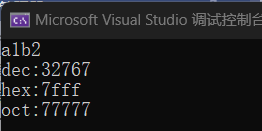 Microsoft Visual Studio 调试控制台
a1b2
dec:32767
hex:7fff
oct:77777